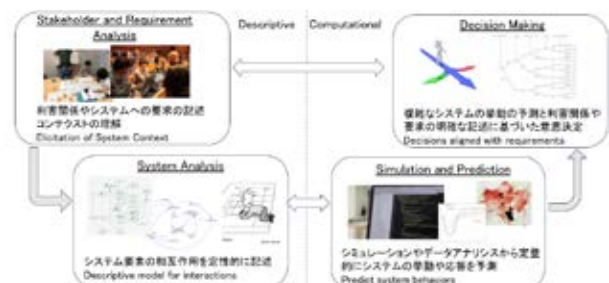 Stakeholder and Requirement
Analysis
利害関係やシステムへの要求の記述
コンテクストの理解
Elicitation of System Context
Descriptive
Computational
Decision Making
複雑なシステムの挙動の予測と利害関係や
要求の明確な記述に基づいた意思決定
Decisions aligned with requirements
System Analysis
システム要素の相互作用を定性的に記述
Descriptive model for interactions
Simulation and Prediction
シミュレーションやデータアナリシスから定量
的にシステムの挙動や応答を予測
Predict system behaviors